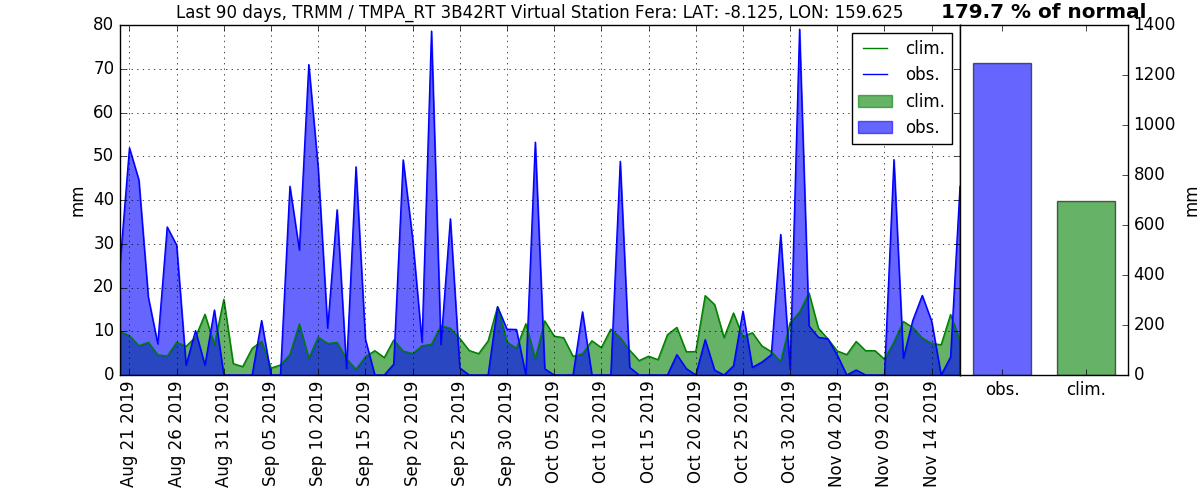 Last 90 days, TRMM / TMPA_RT 3B42RT Virtual Station Fera: LAT: -8.125, LON: 159.625
179.7 % of normal
80
70
60
50
40
30
20
10
0
mm
clim.
obs.
clim.
obs.
1400
1200
1000
800
600
400
200
0
mm
Aug 21 2019
Aug 26 2019
Aug 31 2019
Sep 05 2019
Sep 10 2019
Sep 15 2019
Sep 20 2019
Sep 25 2019
Sep 30 2019
Oct 05 2019
Oct 10 2019
Oct 15 2019
Oct 20 2019
Oct 25 2019
Oct 30 2019
Nov 04 2019
Nov 09 2019
Nov 14 2019
obs.
clim.